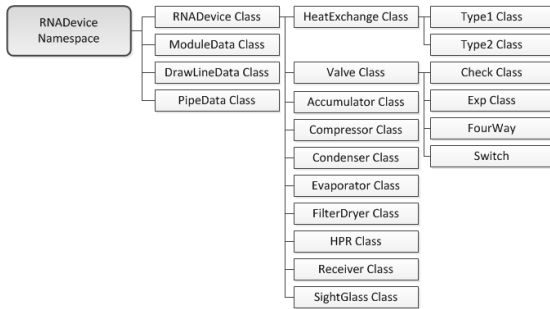 RNADevice
Namespace
RNADevice Class
ModuleData Class
DrawLineData Class
PipeData Class
HeatExchange Class
Valve Class
Accumulator Class
Compressor Class
Condenser Class
Evaporator Class
FilterDryer Class
HPR Class
Receiver Class
SightGlass Class
Type1 Class
Type2 Class
Check Class
Exp Class
FourWay
Switch